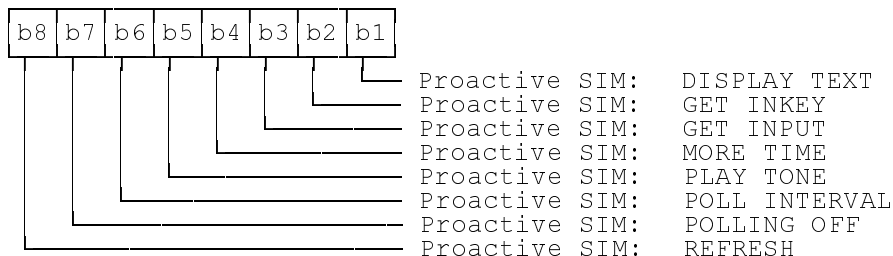 b8 b7 b6 b5 b4 b3 b2 b1
Proactive SIM: DISPLAY TEXT
Proactive SIM: GET INKEY
Proactive SIM: GET INPUT
Proactive SIM: MORE TIME
Proactive SIM: PLAY TONE
Proactive SIM: POLL INTERVAL
Proactive SIM: POLLING OFF
Proactive SIM: REFRESH